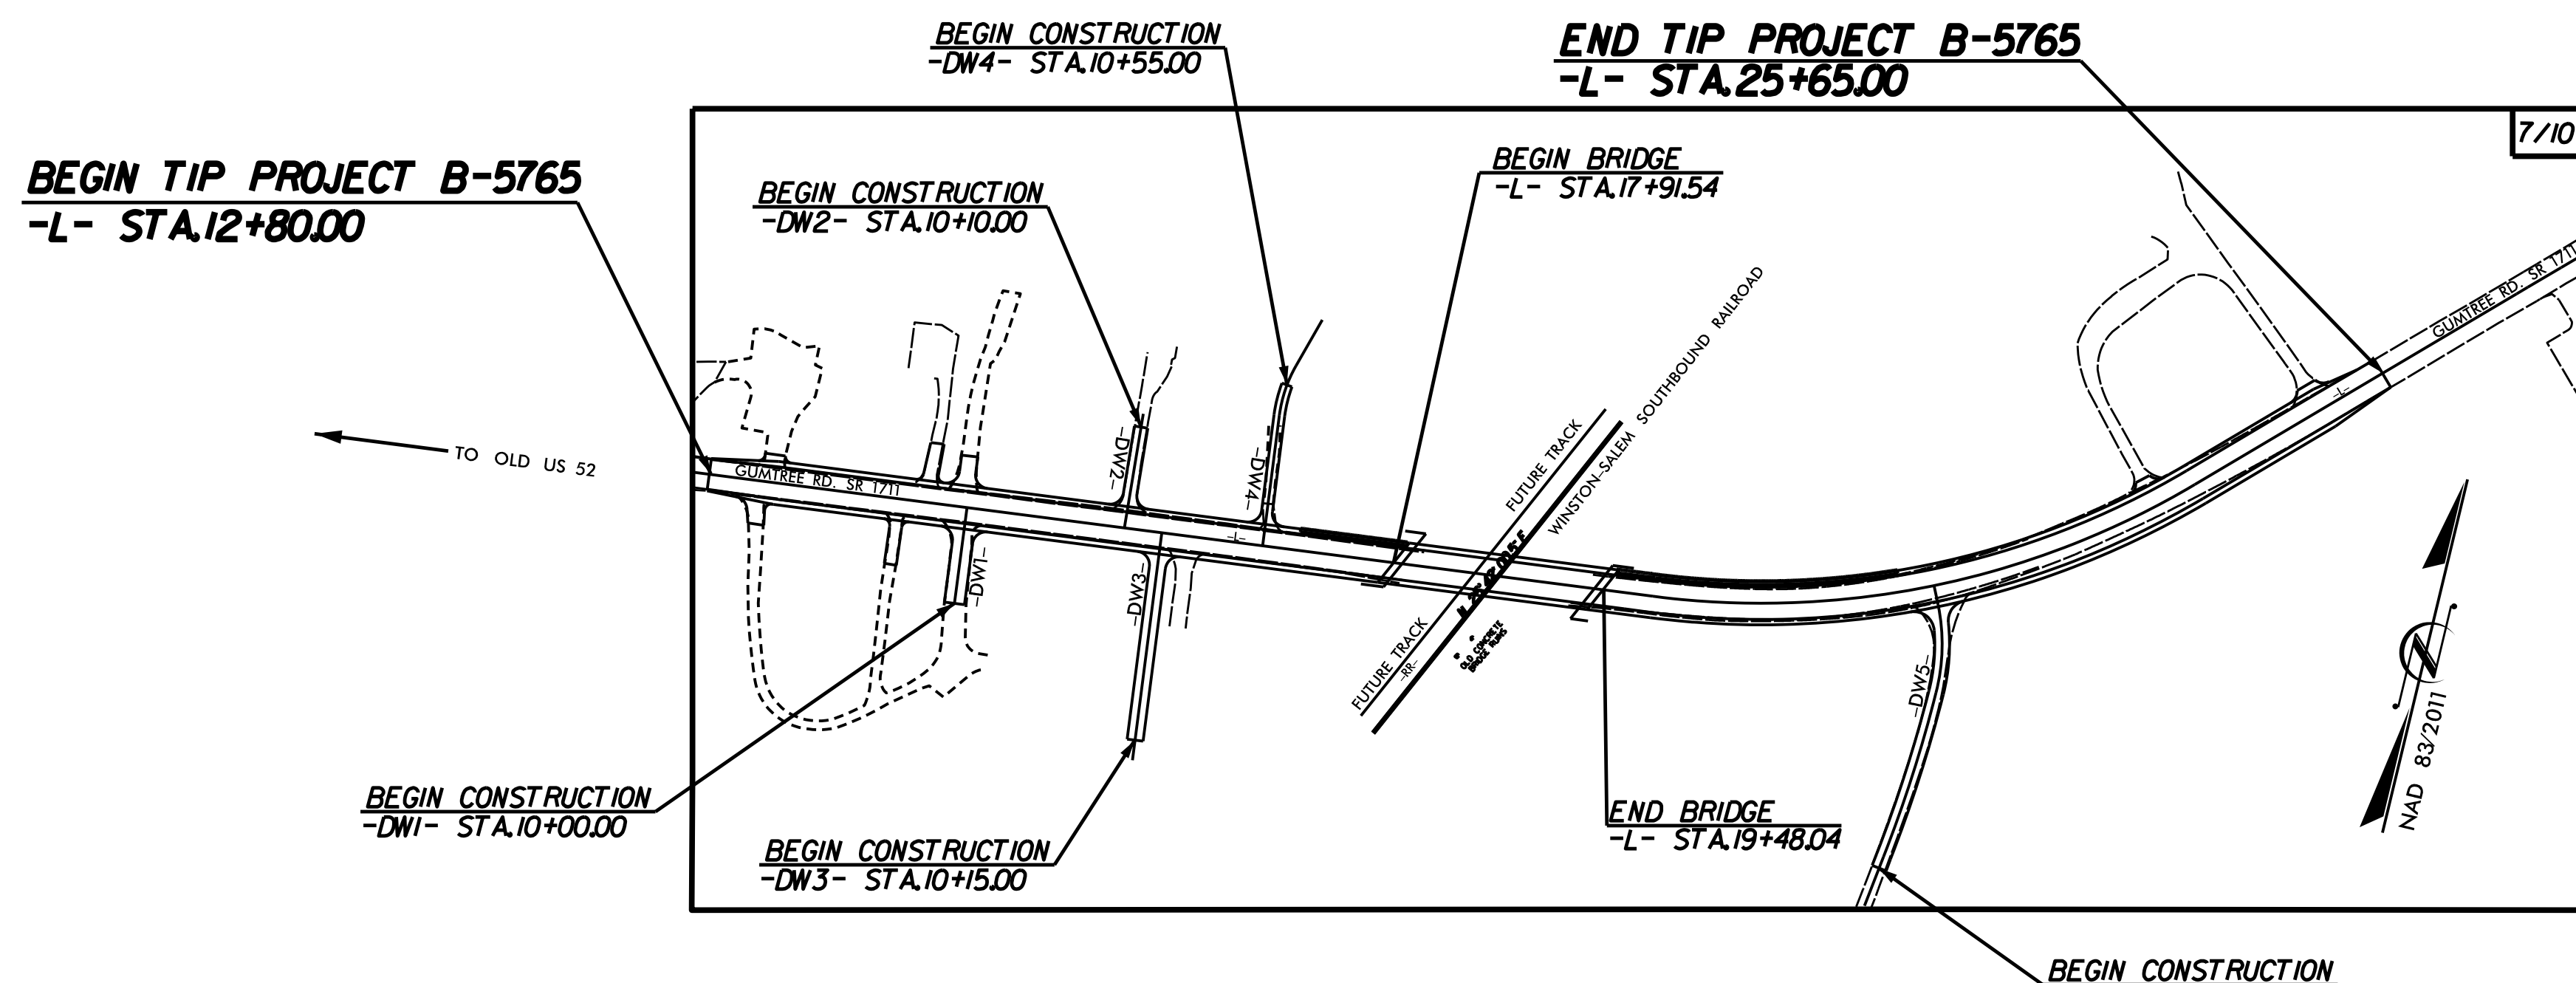 BEGIN CONSTRUCTION
-DW4- STA.10+55.00
END TIP PROJECT B-5765
-L- STA.25+65.00
7/10
BEGIN TIP PROJECT B-5765
-L- STA.12+80.00
BEGIN CONSTRUCTION
-DW2- STA.10+10.00
BEGIN BRIDGE
-L- STA.17+91.54
GUMTREE RD. SR 1711
-L-
WINSTON-SALEM SOUTHBOUND RAILROAD
FUTURE TRACK
TO OLD US 52
GUMTREE RD. SR 1711
-DW2-
-DW4-
-L-
-DW1-
-DW3-
FUTURE TRACK
-RR-
OLD CONCRETE
BRIDGE RUINS
-DW5-
N
NAD 83/2011
BEGIN CONSTRUCTION
-DW1- STA.10+00.00
BEGIN CONSTRUCTION
-DW3- STA.10+15.00
END BRIDGE
-L- STA.19+48.04
BEGIN CONSTRUCTION